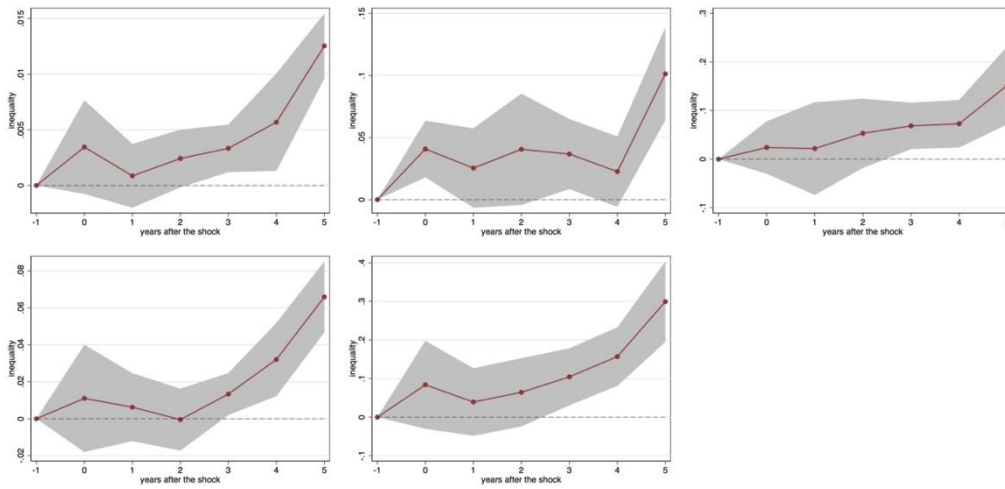 inequality
0 .005 .01 .015
-1 0 1 2 3 4 5
years after the shock
inequality
0 .05 .1 .15
-1 0 1 2 3 4 5
years after the shock
inequality
-.1 0 .1 .2 .3
-1 0 1 2 3 4
years after the shock
inequality
-.02 0 .02 .04 .06 .08
-1 0 1 2 3 4 5
years after the shock
inequality
-.1 0 .1 .2 .3 .4
-1 0 1 2 3 4 5
years after the shock